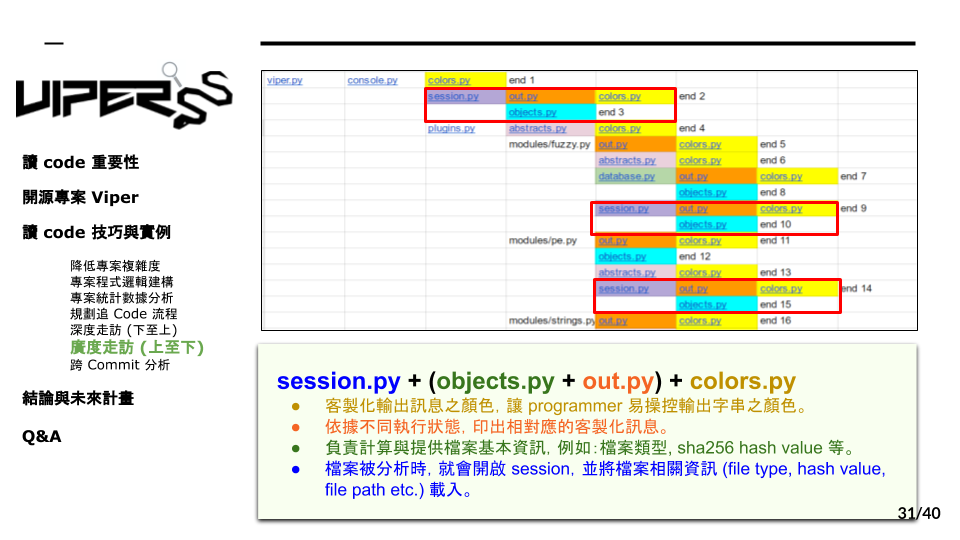 VIPER
讀 code 重要性
開源專案 Viper
讀 code 技巧與實例
降低專案複雜度
專案程式邏輯建構
專案統計數據分析
規劃追 Code 流程
深度走訪 (下至上)
廣度走訪 (上至下)
跨 Commit 分析
結論與未來計畫
Q&A
viper.py console.py colors.py end 1
session.py out.py colors.py end 2
objects.py end 3
plugins.py abstracts.py colors.py end 4
modules/fuzzy.py out.py colors.py end 5
abstracts.py colors.py end 6
database.py out.py colors.py end 7
objects.py end 8
session.py out.py colors.py end 9
objects.py end 10
modules/pe.py out.py colors.py end 11
objects.py end 12
abstracts.py colors.py end 13
session.py out.py colors.py end 14
objects.py end 15
modules/strings.py out.py colors.py end 16
session.py + (objects.py + out.py) + colors.py
● 客製化輸出訊息之顏色，讓 programmer 易操控輸出字串之顏色。
● 依據不同執行狀態，印出相對應的客製化訊息。
● 負責計算與提供檔案基本資訊，例如：檔案類型, sha256 hash value 等。
● 檔案被分析時，就會開啟 session，並將檔案相關資訊 (file type, hash value,
file path etc.) 載入。
31/40